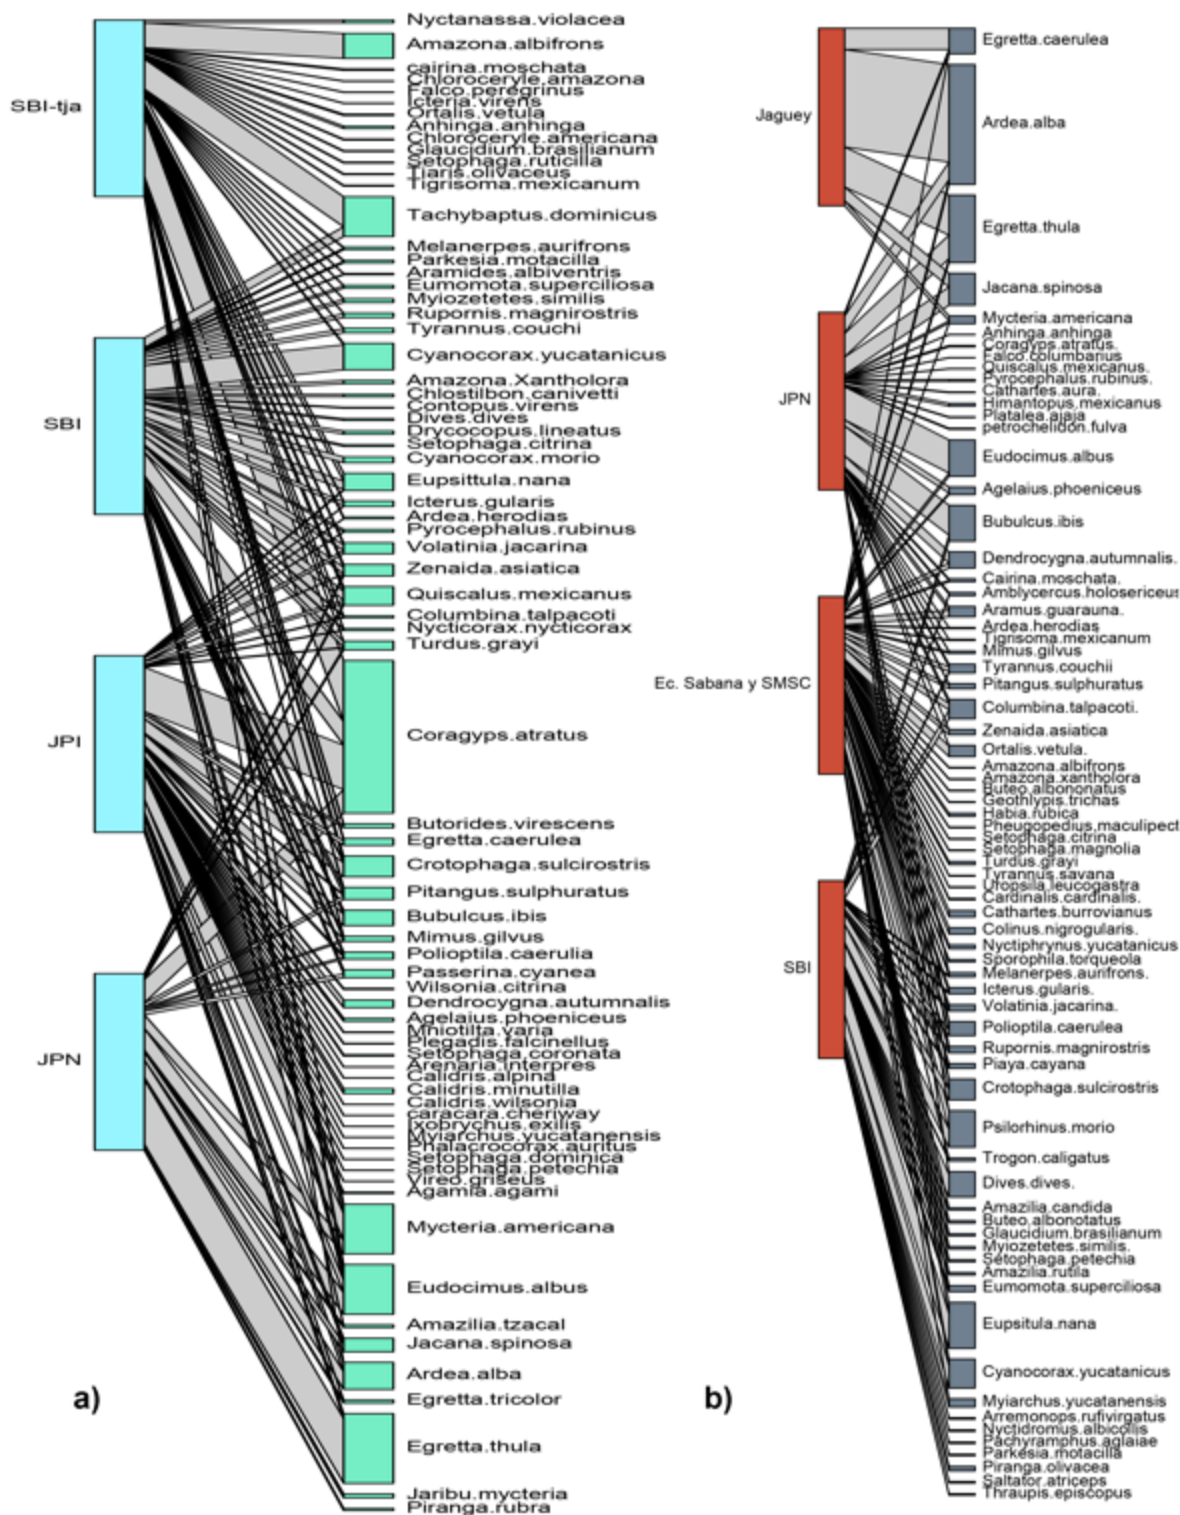 SBI-tja
SBI
JPI
JPN
Nyctanassa.violacea
Amazona.albifrons
cairina.moschata
Chloroceryle.amazona
Falco.peregrinus
Icteria.virens
Ortalis.vetula
Anhinga.anhinga
Chloroceryle.americana
Glaucidium.brasilianum
Setophaga.ruticilla
Tiaris.olivaceus
Tigrisoma.mexicanum
Tachybaptus.dominicus
Melanerpes.aurifrons
Parkesia.motacilla
Aramides.albiventris
Eumomota.superciliosa
Myiozetetes.similis
Rupornis.magnirostris
Tyrannus.couchi
Cyanocorax.yucatanicus
Amazona.Xantholora
Chlostilbon.canivetti
Contopus.virens
Dives.dives
Drycocopus.lineatus
Setophaga.citrina
Cyanocorax.morio
Eupsittula.nana
Icterus.gularis
Ardea.herodias
Pyrocephalus.rubinus
Volatinia.jacarina
Zenaida.asiatica
Quiscalus.mexicanus
Columbina.talpacoti
Nycticorax.nycticorax
Turdus.grayi
Coragyps.atratus
Butorides.virescens
Egretta.caerulea
Crotophaga.sulcirostris
Pitangus.sulphuratus
Bubulcus.ibis
Mimus.gilvus
Polioptila.caerulia
Passerina.cyanea
Wilsonia.citrina
Dendrocygna.autumnalis
Agelaius.phoeniceus
Mniotilta.varia
Plegadis.falcinellus
Setophaga.coronata
Arenaria.interpres
Calidris.alpina
Calidris.minutilla
Calidris.wilsonia
caracara.cheriway
Ixobrychus.exilis
Myiarchus.yucatanensis
Phalacrocorax.auritus
Setophaga.dominica
Setophaga.petechia
Vireo.griseus
Agamia.agami
Mycteria.americana
Eudocimus.albus
Amazilia.tzacal
Jacana.spinosa
Ardea.alba
Egretta.tricolor
Egretta.thula
Jaribu.mycteria
Piranga.rubra
a)
Jaguey
JPN
Ec. Sabana y SMSC
SBI
Egretta.caerulea
Ardea.alba
Egretta.thula
Jacana.spinosa
Mycteria.americana
Anhinga.anhinga
Coragyps.atratus.
Falco.columbarius
Quiscalus.mexicanus.
Pyrocephalus.rubinus.
Cathartes.aura.
Himantopus.mexicanus
Platalea.ajaja
petrochelidon.fulva
Eudocimus.albus
Agelaius.phoeniceus
Bubulcus.ibis
Dendrocygna.autumnalis.
Cairina.moschata.
Amblycercus.holosericeus
Aramus.guarauna.
Ardea.herodias
Tigrisoma.mexicanum
Mimus.gilvus
Tyrannus.couchii
Pitangus.sulphuratus
Columbina.talpacoti.
Zenaida.asiatica
Ortalis.vetula.
Amazona.albifrons
Amazona.xantholora
Buteo.albononatus
Geothlypis.trichas
Habia.rubica
Pheugopedius.maculipect
Setophaga.citrina
Setophaga.magnolia
Turdus.grayi
Tyrannus.savana
Uropsila.leucogastra
Cardinalis.cardinalis.
Cathartes.burrovianus
Colinus.nigrogularis.
Nyctiphrynus.yucatanicus
Sporophila.torqueola
Melanerpes.aurifrons.
Icterus.gularis.
Volatinia.jacarina.
Polioptila.caerulea
Rupornis.magnirostris
Piaya.cayana
Crotophaga.sulcirostris
Psilorhinus.morio
Trogon.caligatus
Dives.dives.
Amazilia.candida
Buteo.albonotatus
Glaucidium.brasilianum
Myiozetetes.similis.
Setophaga.petechia
Amazilia.rutila
Eumomota.superciliosa
Eupsitula.nana
Cyanocorax.yucatanicus
Myiarchus.yucatanensis
Arremonops.rufivirgatus
Nyctidromus.albicollis
Pachyramphus.aglaiae
Parkesia.motacilla
Piranga.olivacea
Saltator.atriceps
Thraupis.episcopus
b)